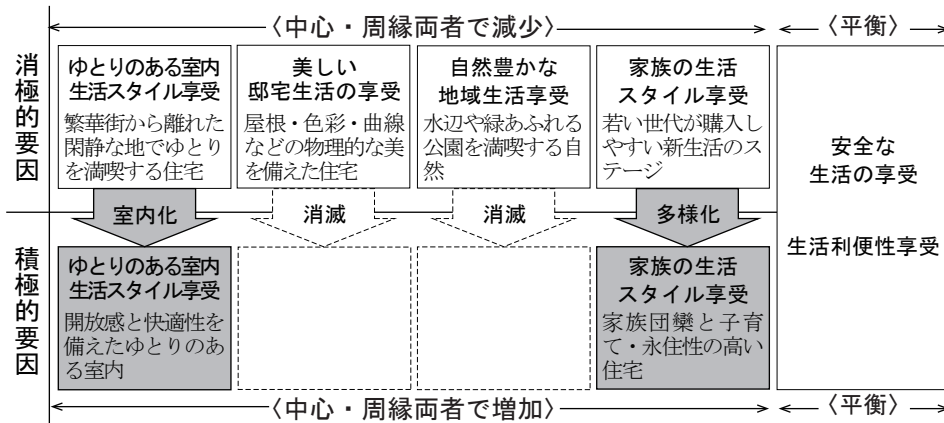 〈中心・周縁両者で減少〉
〈平衡〉
消極的要因
ゆとりのある室内
生活スタイル享受
繁華街から離れた
閑静な地でゆとり
を満喫する住宅
美しい
邸宅生活の享受
屋根・色彩・曲線
などの物理的な美
を備えた住宅
自然豊かな
地域生活享受
水辺や緑あふれる
公園を満喫する自
然
家族の生活
スタイル享受
若い世代が購入し
やすい新生活のス
テージ
安全な
生活の享受
生活利便性享受
室内化
消滅
消滅
多様化
積極的要因
ゆとりのある室内
生活スタイル享受
開放感と快適性を
備えたゆとりのあ
る室内
家族の生活
スタイル享受
家族団欒と子育
て・永住性の高い
住宅
〈中心・周縁両者で増加〉
〈平衡〉